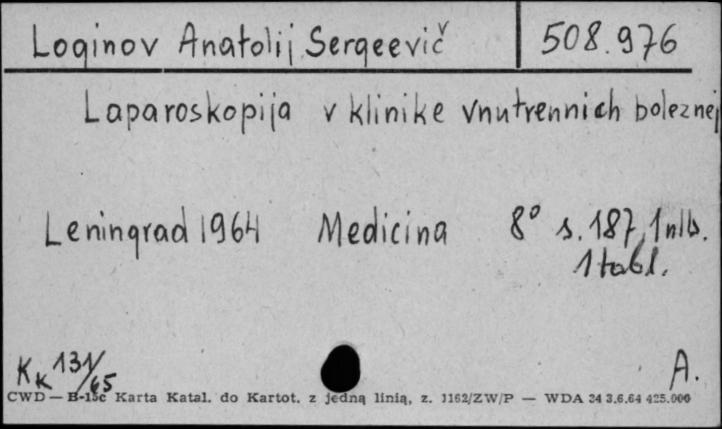 Loginov Anatolij Sergeevič 508.976
Laparoskopija v klinike vnutrennich boleznej
Leningrad 1964 Medicina 8° s. 187, 1 nlb.
1 tabl.
Kk 131/65 A.
CWD — B-15c Karta Katal. do Kartot. z jedną linią, z. 1162/ZW/P — WDA 24 3.6.64 425.000